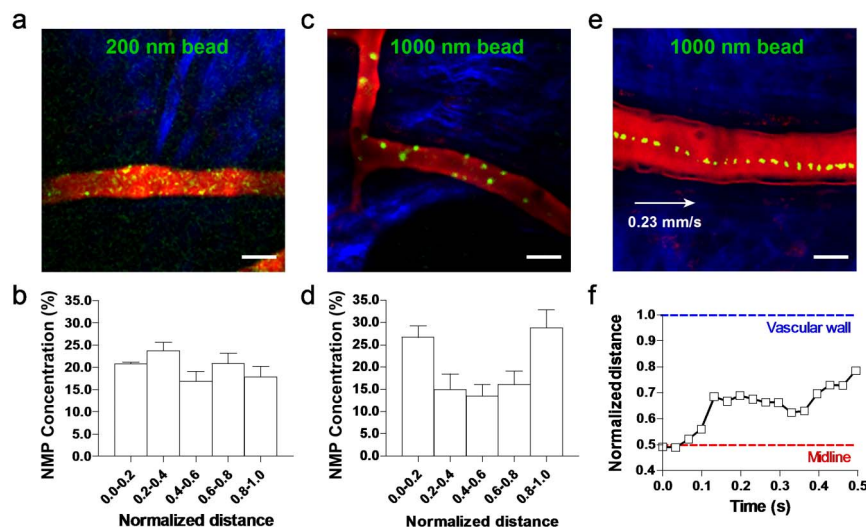 a
200 nm bead
c
1000 nm bead
e
1000 nm bead
0.23 mm/s
b
NMP Concentration (%)
35.0
30.0
25.0
20.0
15.0
10.0
5.0
0.0
0.0-0.2
0.2-0.4
0.4-0.6
0.6-0.8
0.8-1.0
Normalized distance
d
NMP Concentration (%)
35.0
30.0
25.0
20.0
15.0
10.0
5.0
0.0
0.0-0.2
0.2-0.4
0.4-0.6
0.6-0.8
0.8-1.0
Normalized distance
f
Normalized distance
1.0
0.9
0.8
0.7
0.6
0.5
0.4
Vascular wall
Midline
0.0
0.1
0.2
0.3
0.4
0.5
Time (s)